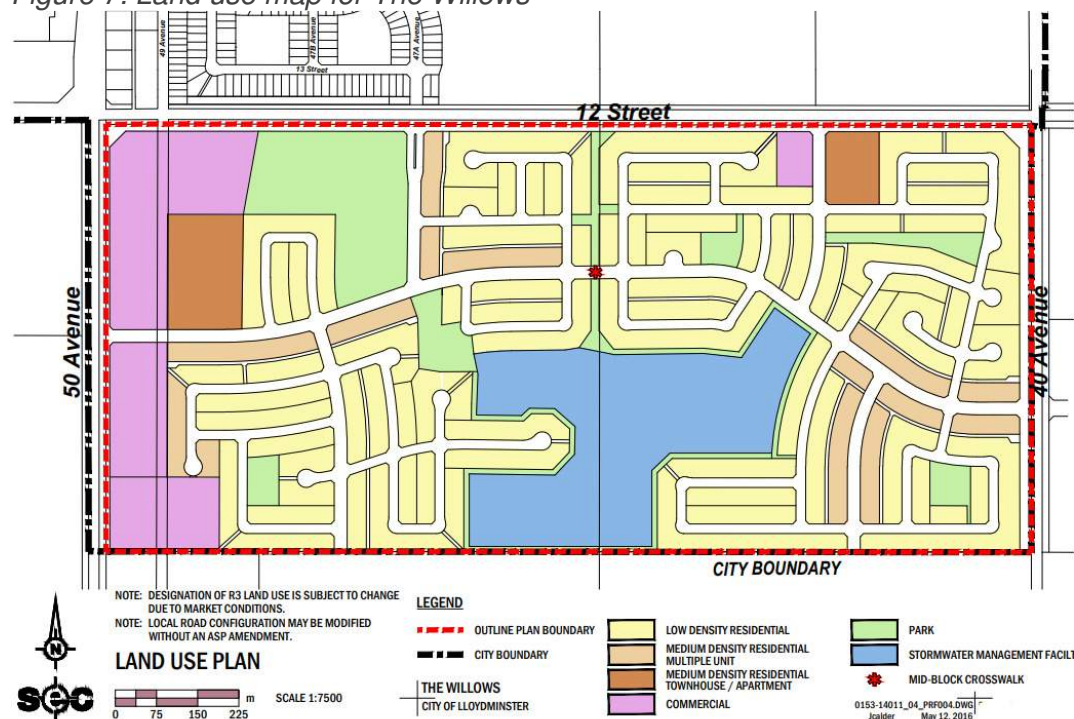 Figure 7: Land use map for The Willows
49 Avenue
47B Avenue
47A Avenue
13 Street
12 Street
50 Avenue
40 Avenue
CITY BOUNDARY
NOTE: DESIGNATION OF R3 LAND USE IS SUBJECT TO CHANGE
DUE TO MARKET CONDITIONS.
NOTE: LOCAL ROAD CONFIGURATION MAY BE MODIFIED
WITHOUT AN ASP AMENDMENT.
LAND USE PLAN
N
0 75 150 225 m SCALE 1:7500
LEGEND
OUTLINE PLAN BOUNDARY
CITY BOUNDARY
THE WILLOWS
CITY OF LLOYDMINSTER
LOW DENSITY RESIDENTIAL
MEDIUM DENSITY RESIDENTIAL
MULTIPLE UNIT
MEDIUM DENSITY RESIDENTIAL
TOWNHOUSE / APARTMENT
COMMERCIAL
PARK
STORMWATER MANAGEMENT FACILT
MID-BLOCK CROSSWALK
0153-14011_04_PRF004.DWG
Jcalder May 12, 2016